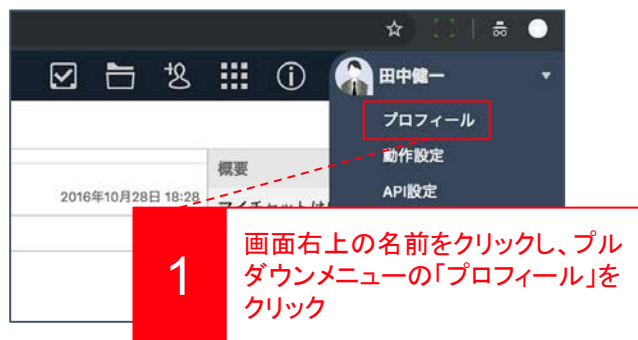 田中健一
プロフィール
動作設定
API設定
概要
2016年10月28日 18:28
1
画面右上の名前をクリックし、プル
ダウンメニューの「プロフィール」を
クリック